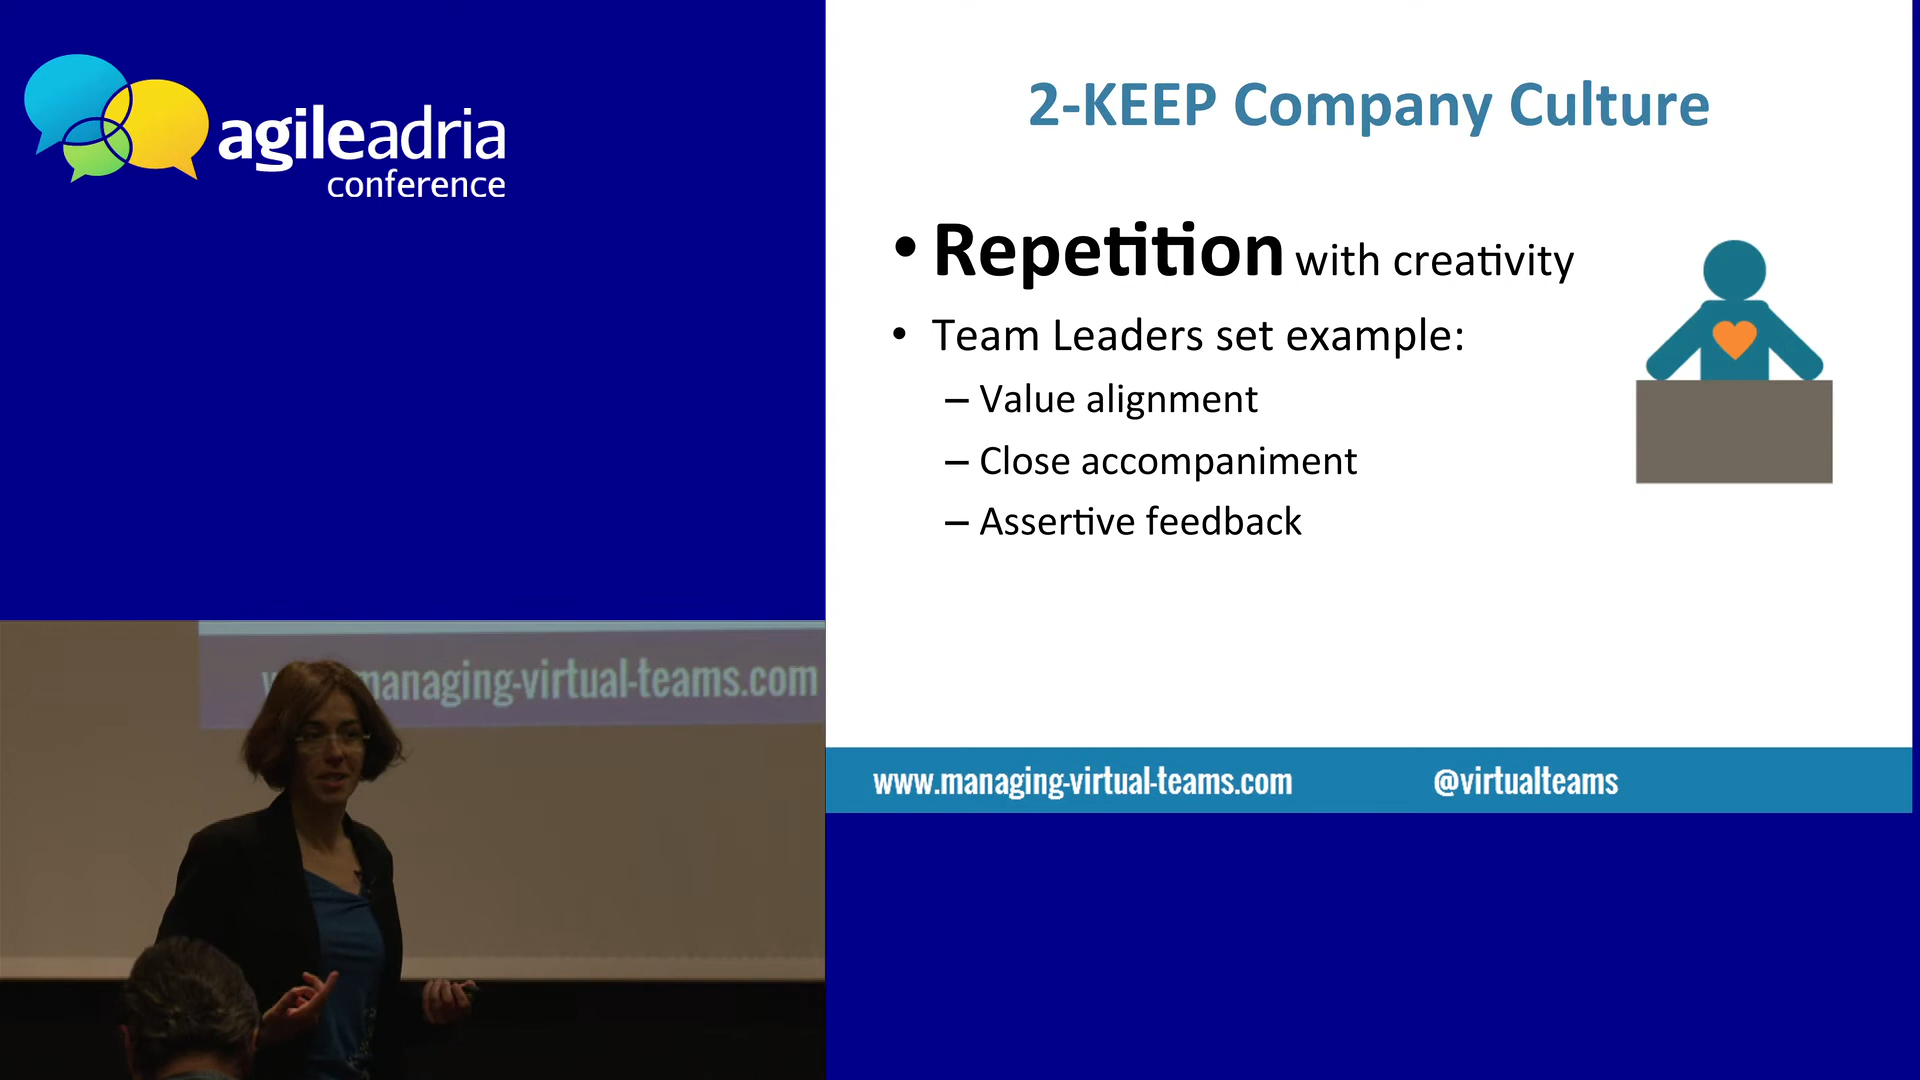 agileadria
conference
2-KEEP Company Culture
• Repetition with creativity
• Team Leaders set example:
– Value alignment
– Close accompaniment
– Assertive feedback
www.managing-virtual-teams.com
@virtualteams
managing-virtual-teams.com